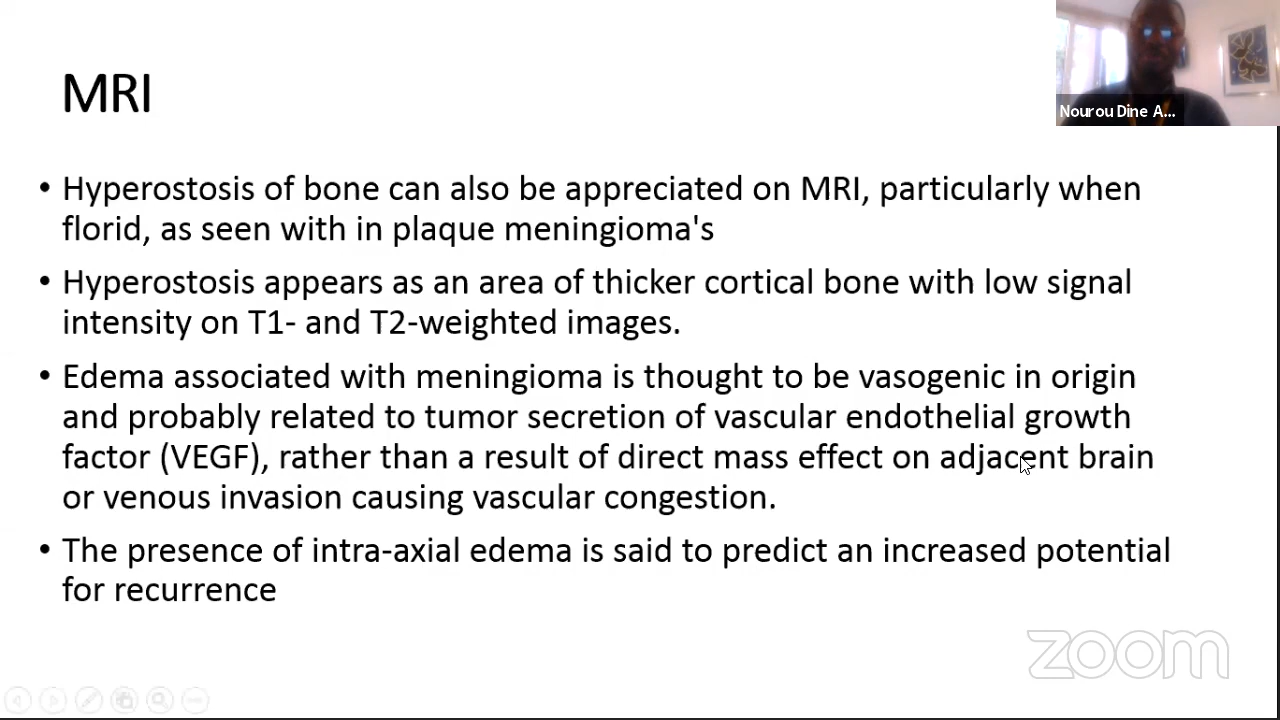 MRI
Nourou Dine A...
• Hyperostosis of bone can also be appreciated on MRI, particularly when
florid, as seen with in plaque meningioma's
• Hyperostosis appears as an area of thicker cortical bone with low signal
intensity on T1- and T2-weighted images.
• Edema associated with meningioma is thought to be vasogenic in origin
and probably related to tumor secretion of vascular endothelial growth
factor (VEGF), rather than a result of direct mass effect on adjacent brain
or venous invasion causing vascular congestion.
• The presence of intra-axial edema is said to predict an increased potential
for recurrence
zoom